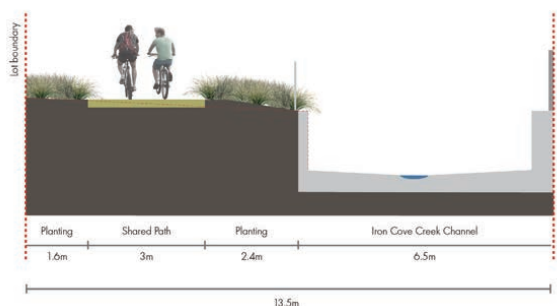 Lot boundary
Planting Shared Path Planting Iron Cove Creek Channel
1.6m 3m 2.4m 6.5m
13.5m